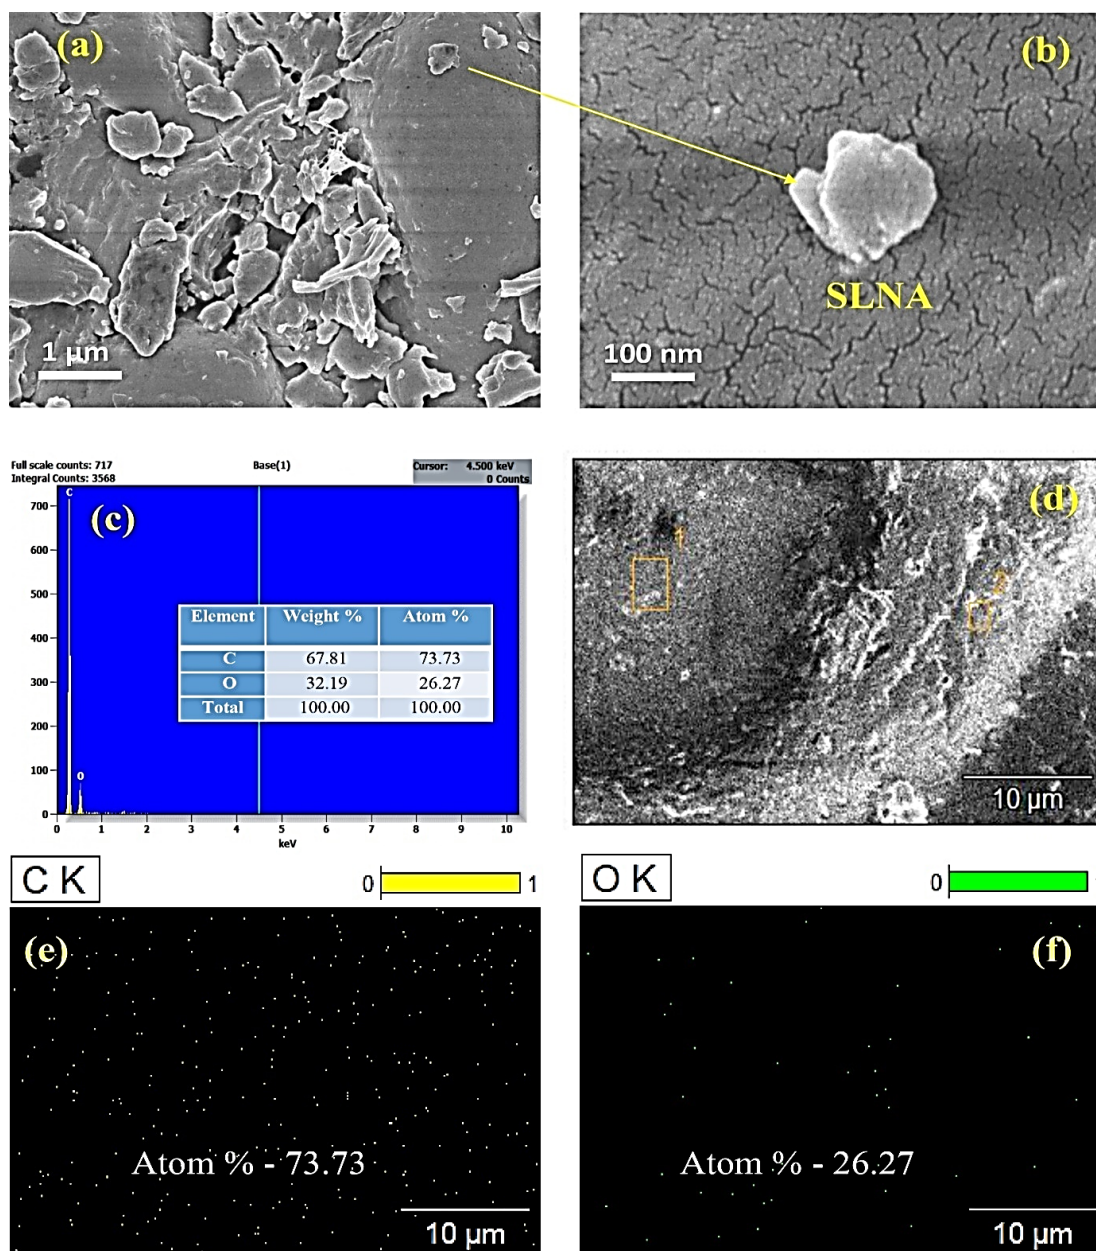 (a)
1 µm
(b)
SLNA
100 nm
Full scale counts: 717
Integral Counts: 3568
Base(1)
Cursor: 4.500 keV
0 Counts
(c)
C
O
700
600
500
400
300
200
100
0
0 1 2 3 4 5 6 7 8 9 10
keV
Element Weight % Atom %
C 67.81 73.73
O 32.19 26.27
Total 100.00 100.00
(d)
1
2
10 µm
C K
0 1
(e)
Atom % - 73.73
10 µm
O K
0
(f)
Atom % - 26.27
10 µm